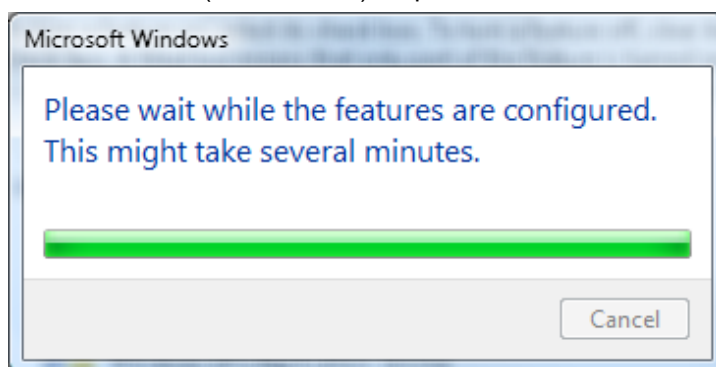 Microsoft Windows
Please wait while the features are configured.
This might take several minutes.
Cancel